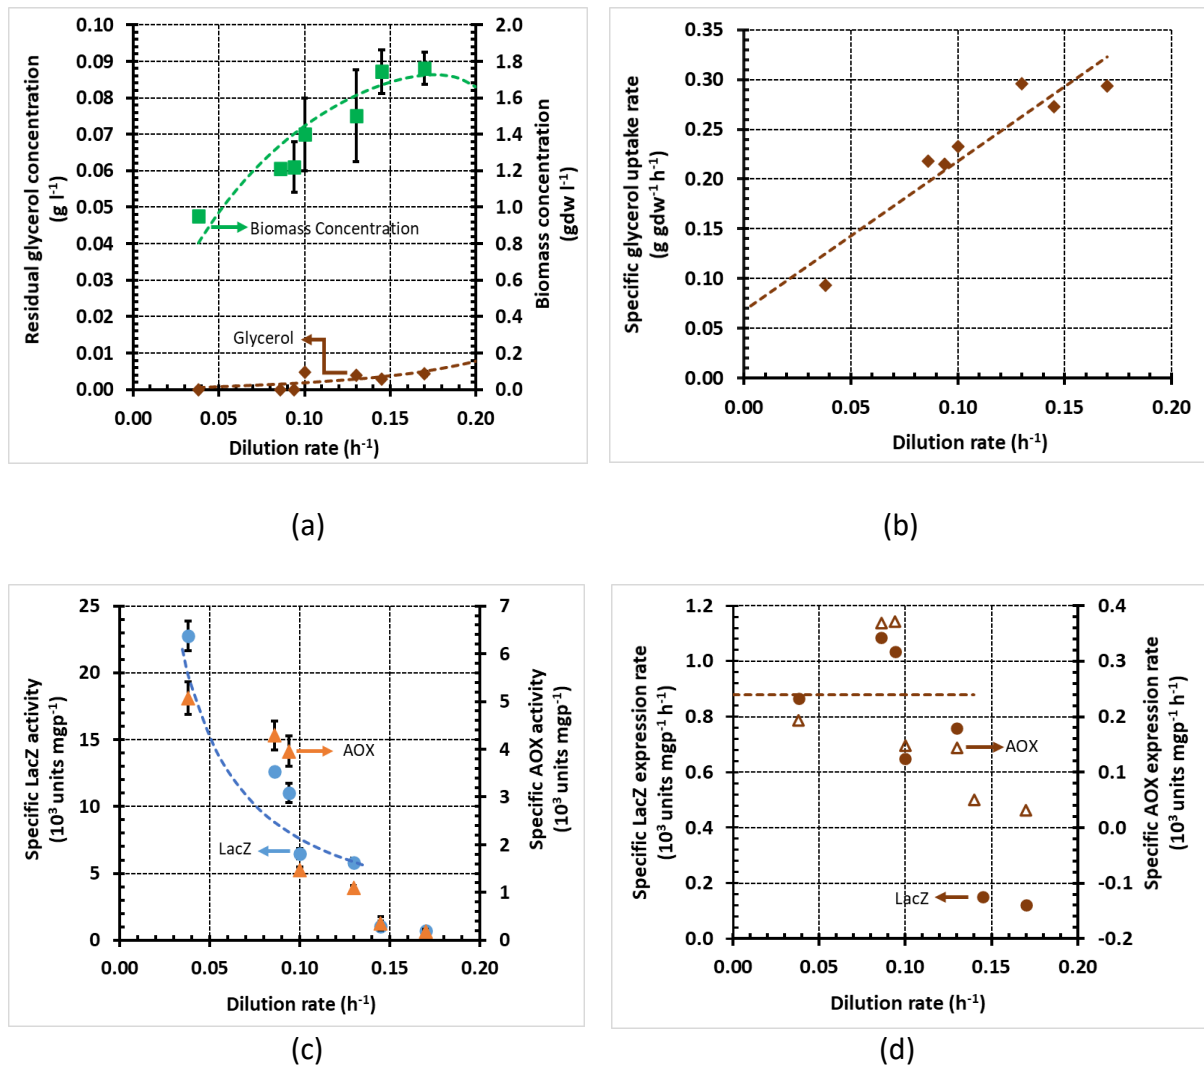 0.10
0.09
0.08
0.07
0.06
0.05
0.04
0.03
0.02
0.01
0.00
2.0
1.8
1.6
1.4
1.2
1.0
0.8
0.6
0.4
0.2
0.0
0.00 0.05 0.10 0.15 0.20
Residual glycerol concentration
(g l-1)
Biomass concentration
(gdw l-1)
Biomass Concentration
Glycerol
Dilution rate (h-1)
(a)
0.35
0.30
0.25
0.20
0.15
0.10
0.05
0.00
0.00 0.05 0.10 0.15 0.20
Specific glycerol uptake rate
(g gdw-1 h-1)
Dilution rate (h-1)
(b)
25
20
15
10
5
0
7
6
5
4
3
2
1
0
0.00 0.05 0.10 0.15 0.20
Specific LacZ activity
(10³ units mgp-1)
Specific AOX activity
(10³ units mgp-1)
AOX
LacZ
Dilution rate (h-1)
(c)
1.2
1.0
0.8
0.6
0.4
0.2
0.0
0.4
0.3
0.2
0.1
0.0
-0.1
-0.2
0.00 0.05 0.10 0.15 0.20
Specific LacZ expression rate
(10³ units mgp-1 h-1)
Specific AOX expression rate
(10³ units mgp-1 h-1)
AOX
LacZ
Dilution rate (h-1)
(d)